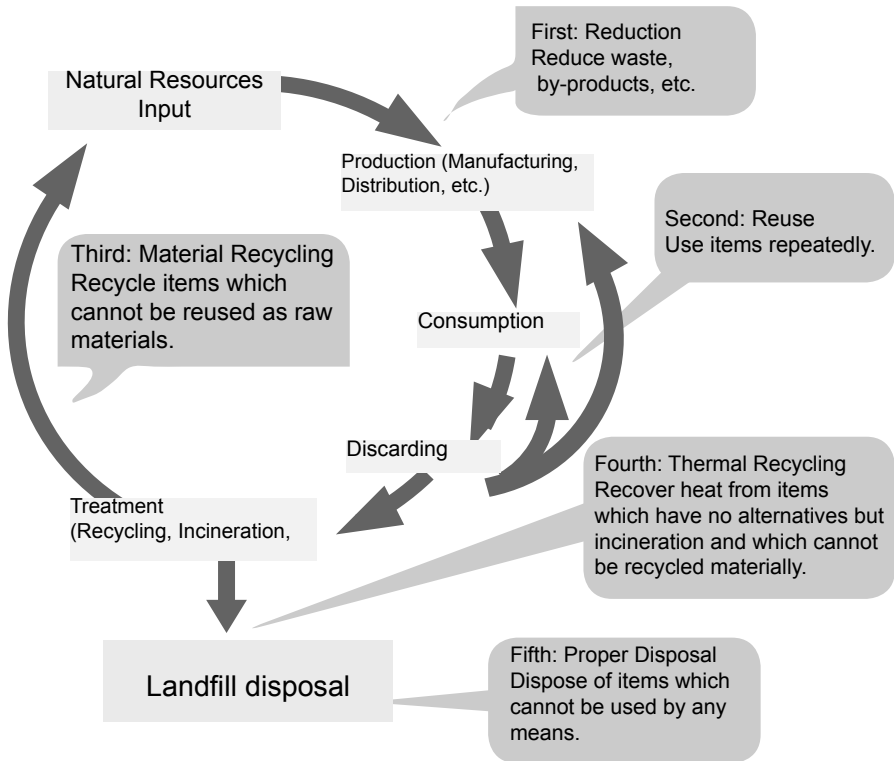 First: Reduction
Reduce waste,
by-products, etc.
Natural Resources
Input
Production (Manufacturing,
Distribution, etc.)
Second: Reuse
Use items repeatedly.
Third: Material Recycling
Recycle items which
cannot be reused as raw
materials.
Consumption
Discarding
Fourth: Thermal Recycling
Recover heat from items
which have no alternatives but
incineration and which cannot
be recycled materially.
Treatment
(Recycling, Incineration,
Landfill disposal
Fifth: Proper Disposal
Dispose of items which
cannot be used by any
means.